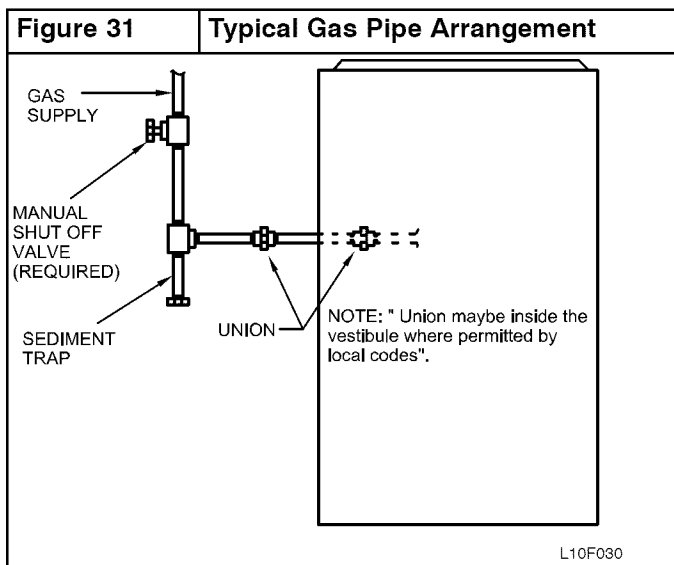 Figure 31
Typical Gas Pipe Arrangement
GAS
SUPPLY
MANUAL
SHUT OFF
VALVE
(REQUIRED)
SEDIMENT
TRAP
UNION
NOTE: " Union maybe inside the
vestibule where permitted by
local codes".
L10F030